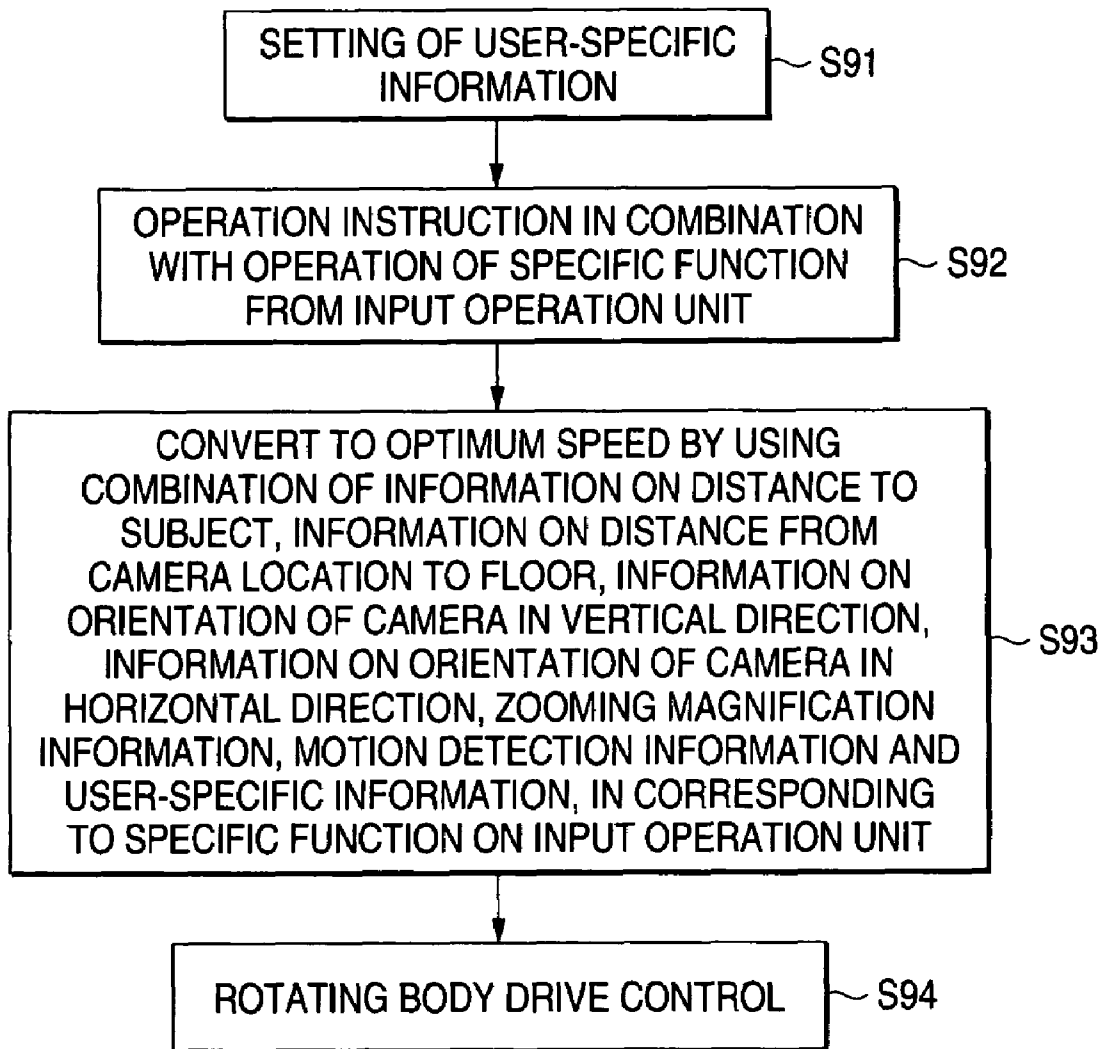 SETTING OF USER-SPECIFIC
INFORMATION
S91
OPERATION INSTRUCTION IN COMBINATION
WITH OPERATION OF SPECIFIC FUNCTION
FROM INPUT OPERATION UNIT
S92
CONVERT TO OPTIMUM SPEED BY USING
COMBINATION OF INFORMATION ON DISTANCE TO
SUBJECT, INFORMATION ON DISTANCE FROM
CAMERA LOCATION TO FLOOR, INFORMATION ON
ORIENTATION OF CAMERA IN VERTICAL DIRECTION,
INFORMATION ON ORIENTATION OF CAMERA IN
HORIZONTAL DIRECTION, ZOOMING MAGNIFICATION
INFORMATION, MOTION DETECTION INFORMATION AND
USER-SPECIFIC INFORMATION, IN CORRESPONDING
TO SPECIFIC FUNCTION ON INPUT OPERATION UNIT
S93
ROTATING BODY DRIVE CONTROL
S94